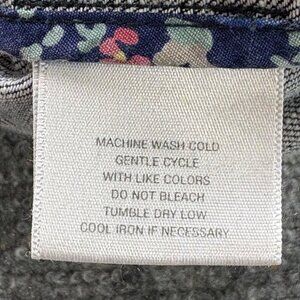 MACHINE WASH COLD
GENTLE CYCLE
WITH LIKE COLORS
DO NOT BLEACH
TUMBLE DRY LOW
COOL IRON IF NECESSARY